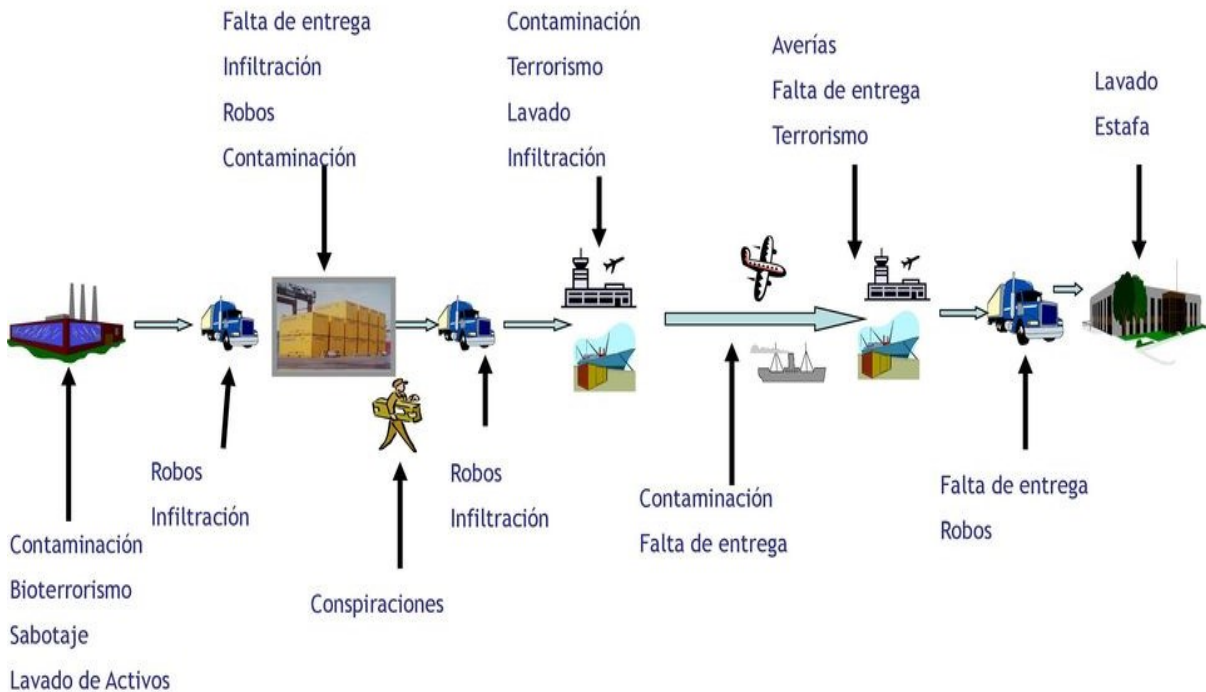 Falta de entrega
Infiltración
Robos
Contaminación
Contaminación
Terrorismo
Lavado
Infiltración
Averías
Falta de entrega
Terrorismo
Lavado
Estafa
Robos
Infiltración
Robos
Infiltración
Contaminación
Falta de entrega
Falta de entrega
Robos
Contaminación
Bioterrorismo
Sabotaje
Lavado de Activos
Conspiraciones